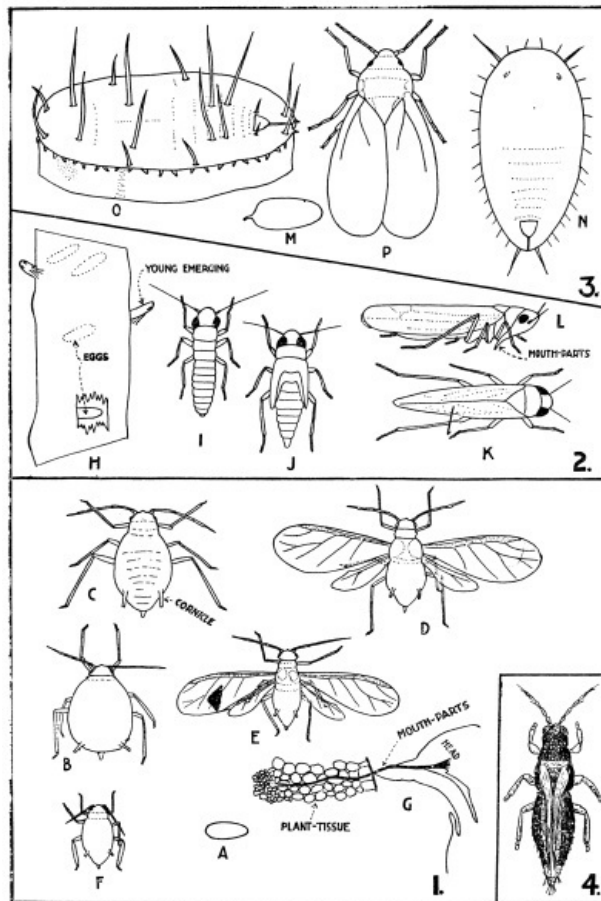 O
M
P
N
3.
YOUNG EMERGING
EGGS
H
I
J
L
MOUTH-PARTS
K
2.
C
CORNICLE
D
B
E
MOUTH-PARTS
HEAD
G
PLANT-TISSUE
F
A
1.
4.